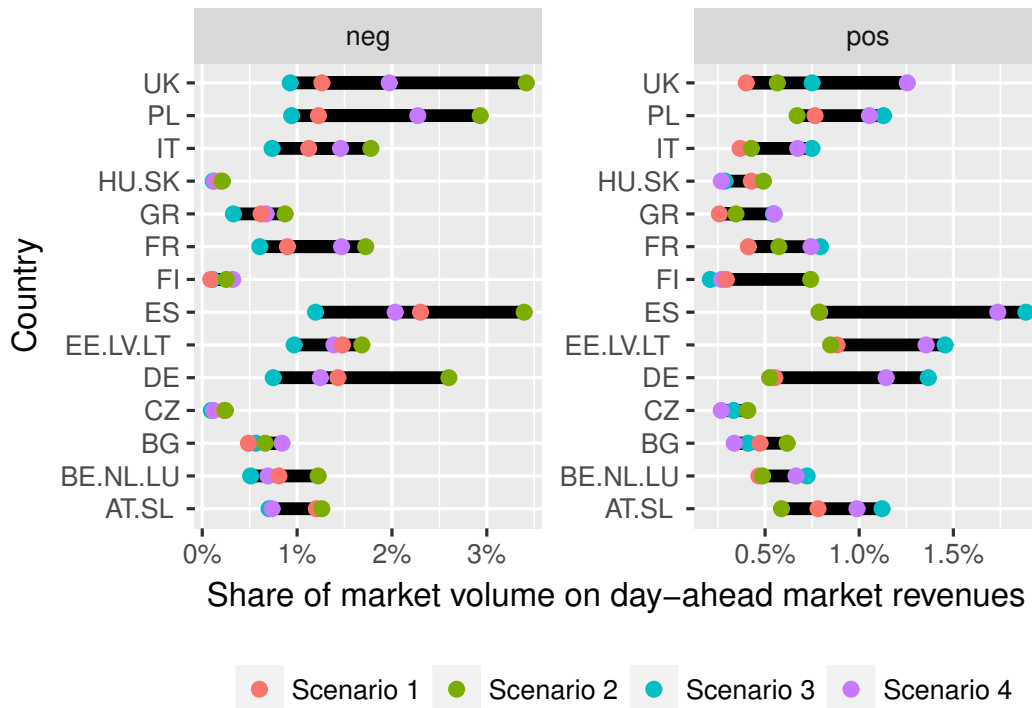 neg pos
UK UK
PL PL
IT IT
HU.SK HU.SK
GR GR
FR FR
FI FI
ES ES
EE.LV.LT EE.LV.LT
DE DE
CZ CZ
BG BG
BE.NL.LU BE.NL.LU
AT.SL AT.SL
Country
0% 1% 2% 3% 0.5% 1.0% 1.5%
Share of market volume on day−ahead market revenues
Scenario 1 Scenario 2 Scenario 3 Scenario 4